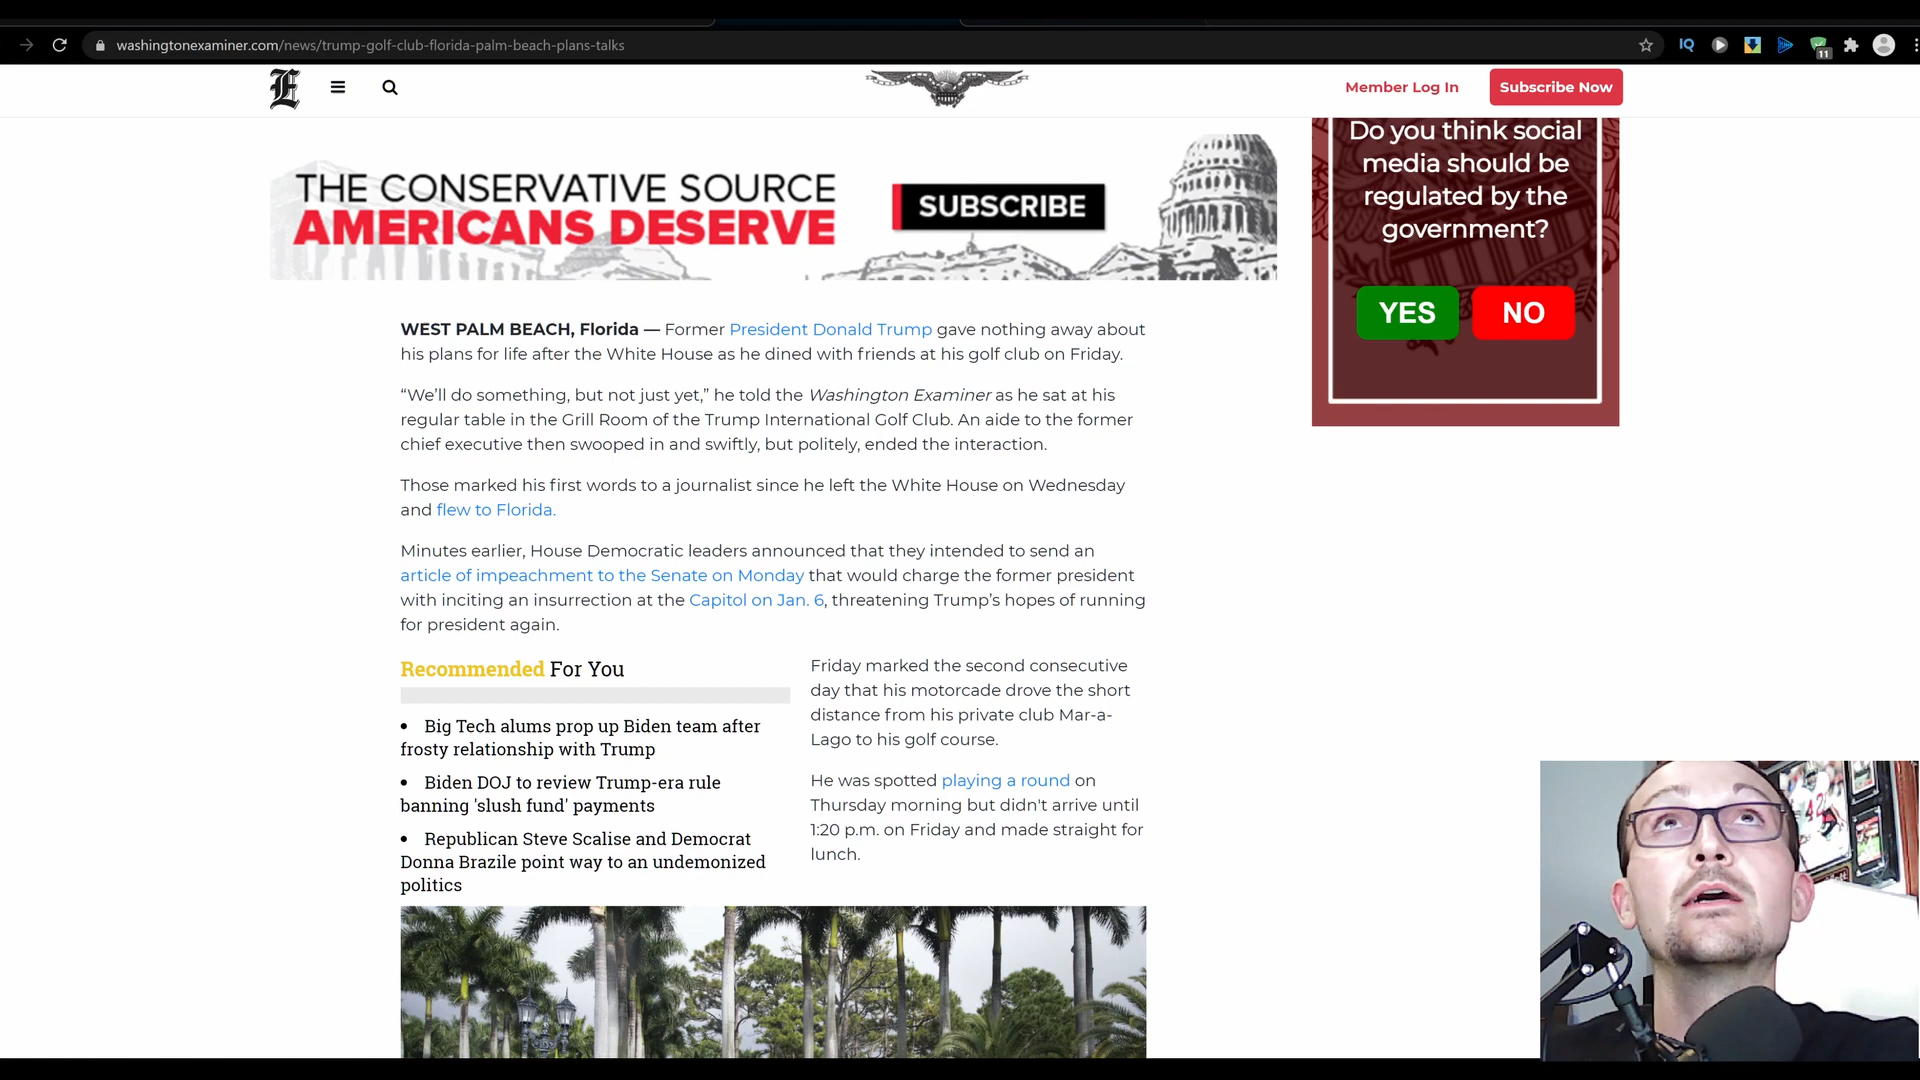 washingtonexaminer.com/news/trump-golf-club-florida-palm-beach-plans-talks
IQ
11
E
Member Log In
Subscribe Now
THE CONSERVATIVE SOURCE
AMERICANS DESERVE
SUBSCRIBE
Do you think social
media should be
regulated by the
government?
YES
NO
WEST PALM BEACH, Florida — Former President Donald Trump gave nothing away about
his plans for life after the White House as he dined with friends at his golf club on Friday.
“We’ll do something, but not just yet,” he told the Washington Examiner as he sat at his
regular table in the Grill Room of the Trump International Golf Club. An aide to the former
chief executive then swooped in and swiftly, but politely, ended the interaction.
Those marked his first words to a journalist since he left the White House on Wednesday
and flew to Florida.
Minutes earlier, House Democratic leaders announced that they intended to send an
article of impeachment to the Senate on Monday that would charge the former president
with inciting an insurrection at the Capitol on Jan. 6, threatening Trump’s hopes of running
for president again.
Recommended For You
• Big Tech alums prop up Biden team after
frosty relationship with Trump
• Biden DOJ to review Trump-era rule
banning 'slush fund' payments
• Republican Steve Scalise and Democrat
Donna Brazile point way to an undemonized
politics
Friday marked the second consecutive
day that his motorcade drove the short
distance from his private club Mar-a-
Lago to his golf course.
He was spotted playing a round on
Thursday morning but didn't arrive until
1:20 p.m. on Friday and made straight for
lunch.